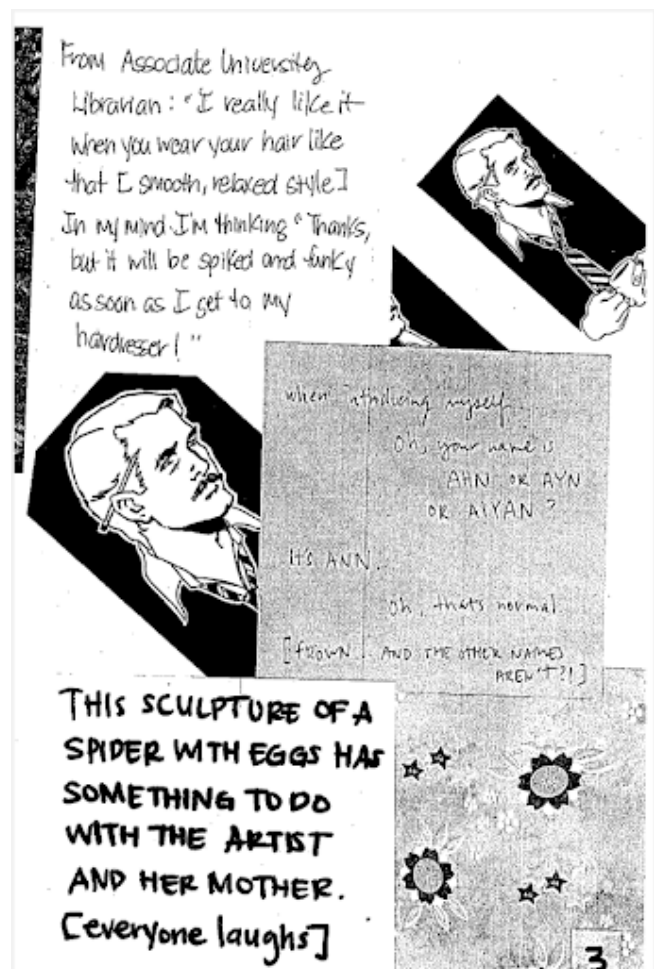 From Associate University
Librarian: "I really like it
when you wear your hair like
that [smooth, relaxed style]
In my mind I'm thinking "Thanks,
but it will be spiked and funky
as soon as I get to my
hairdresser!"
when introducing myself...
Oh, your name is
AHN OR AYN
OR AIYAN?
It's ANN.
Oh, that's normal
[frown... AND THE OTHER NAMES
AREN'T?!]
THIS SCULPTURE OF A
SPIDER WITH EGGS HAS
SOMETHING TO DO
WITH THE ARTIST
AND HER MOTHER.
[everyone laughs]
3